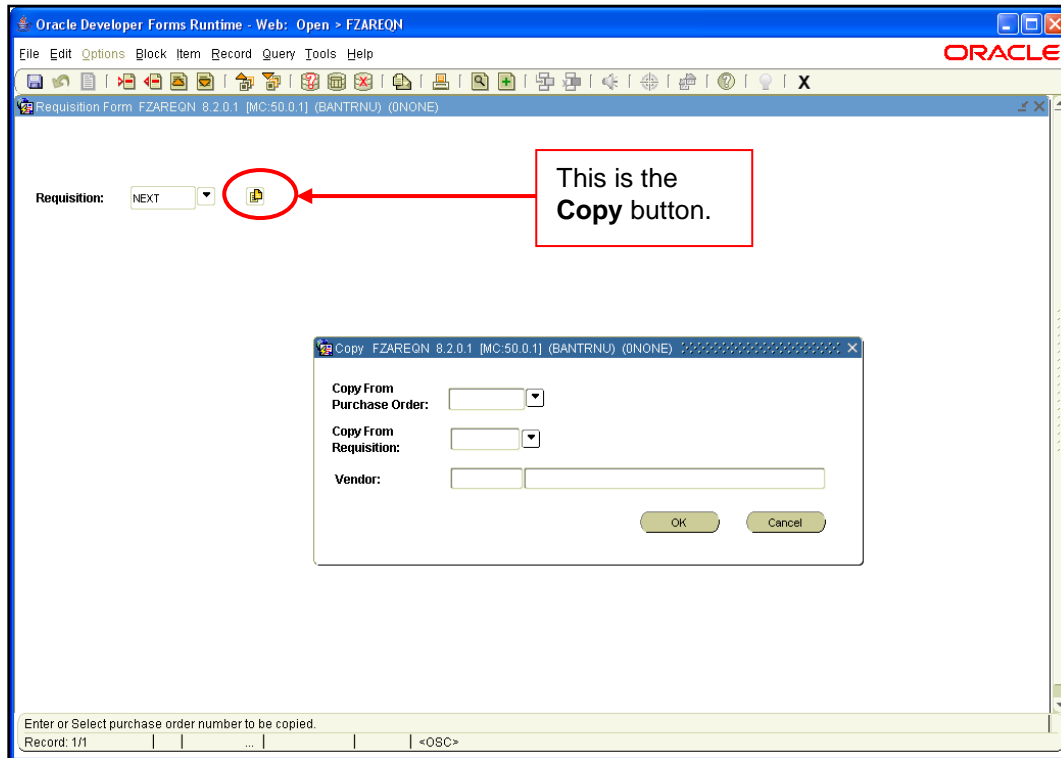 Oracle Developer Forms Runtime - Web: Open > FZAREQN
File Edit Options Block Item Record Query Tools Help
ORACLE
X
Requisition Form FZAREQN 8.2.0.1 [MC:50.0.1] (BANTRNU) (0NONE)
Requisition: NEXT
This is the
Copy button.
Copy FZAREQN 8.2.0.1 [MC:50.0.1] (BANTRNU) (0NONE)
Copy From
Purchase Order:
Copy From
Requisition:
Vendor:
OK Cancel
Enter or Select purchase order number to be copied.
Record: 1/1 ... <OSC>